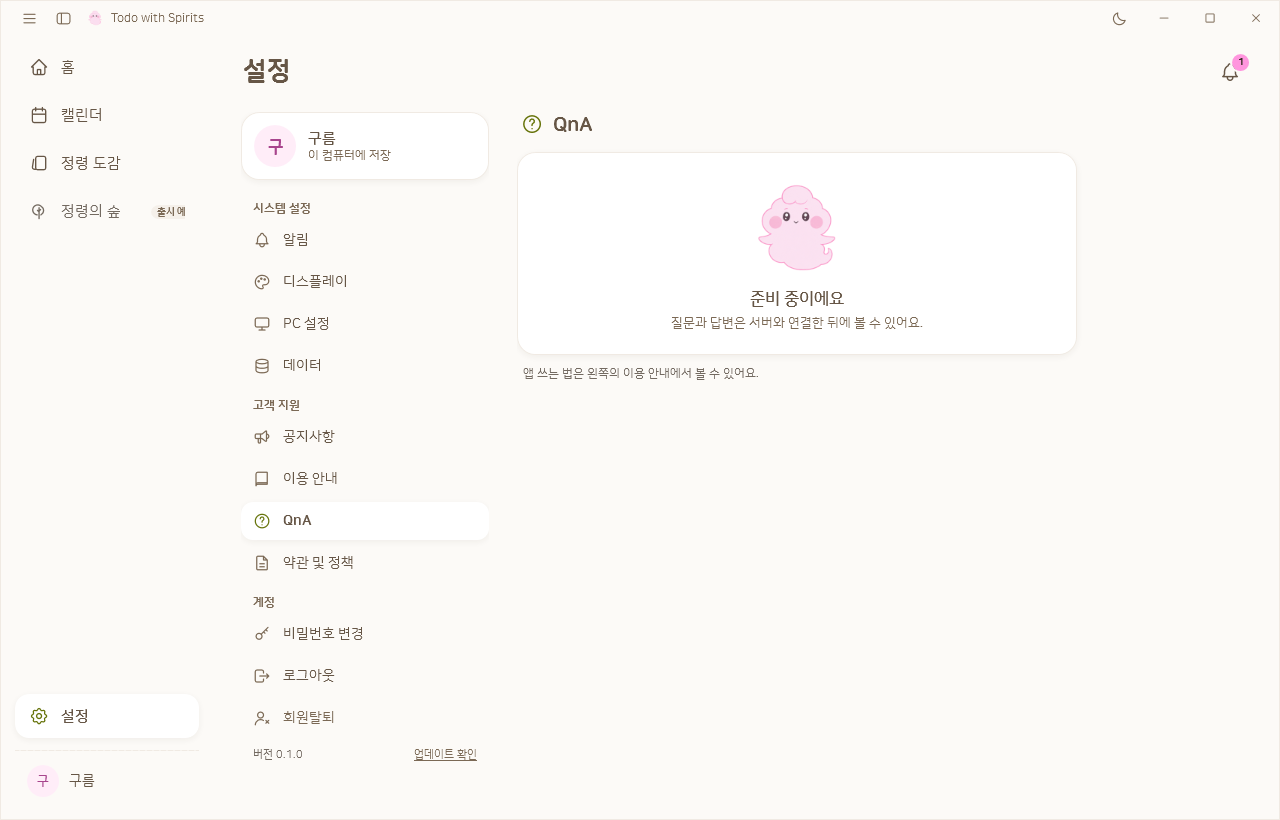 Todo with Spirits
홈
캘린더
정령 도감
정령의 숲
출시 예
설정
구
구름
설정
1
구
구름
이 컴퓨터에 저장
시스템 설정
알림
디스플레이
PC 설정
데이터
고객 지원
공지사항
이용 안내
QnA
약관 및 정책
계정
비밀번호 변경
로그아웃
회원탈퇴
버전 0.1.0
업데이트 확인
QnA
준비 중이에요
질문과 답변은 서버와 연결한 뒤에 볼 수 있어요.
앱 쓰는 법은 왼쪽의 이용 안내에서 볼 수 있어요.